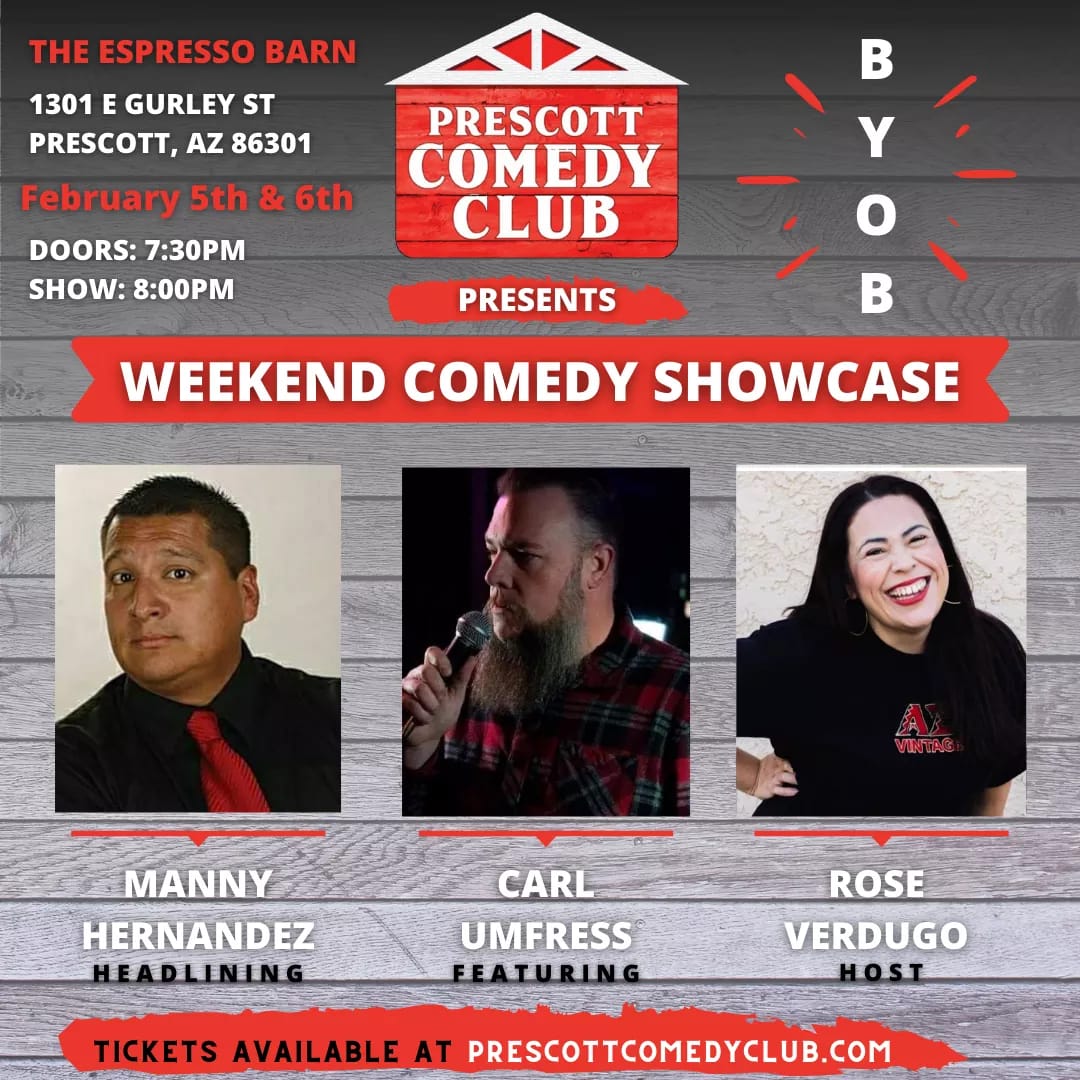 THE ESPRESSO BARN
1301 E GURLEY ST
PRESCOTT, AZ 86301
February 5th & 6th
DOORS: 7:30PM
SHOW: 8:00PM
PRESCOTT
COMEDY
CLUB
PRESENTS
B
Y
O
B
WEEKEND COMEDY SHOWCASE
VINTAGE
MANNY
HERNANDEZ
HEADLINING
CARL
UMFRESS
FEATURING
ROSE
VERDUGO
HOST
TICKETS AVAILABLE AT PRESCOTTCOMEDYCLUB.COM